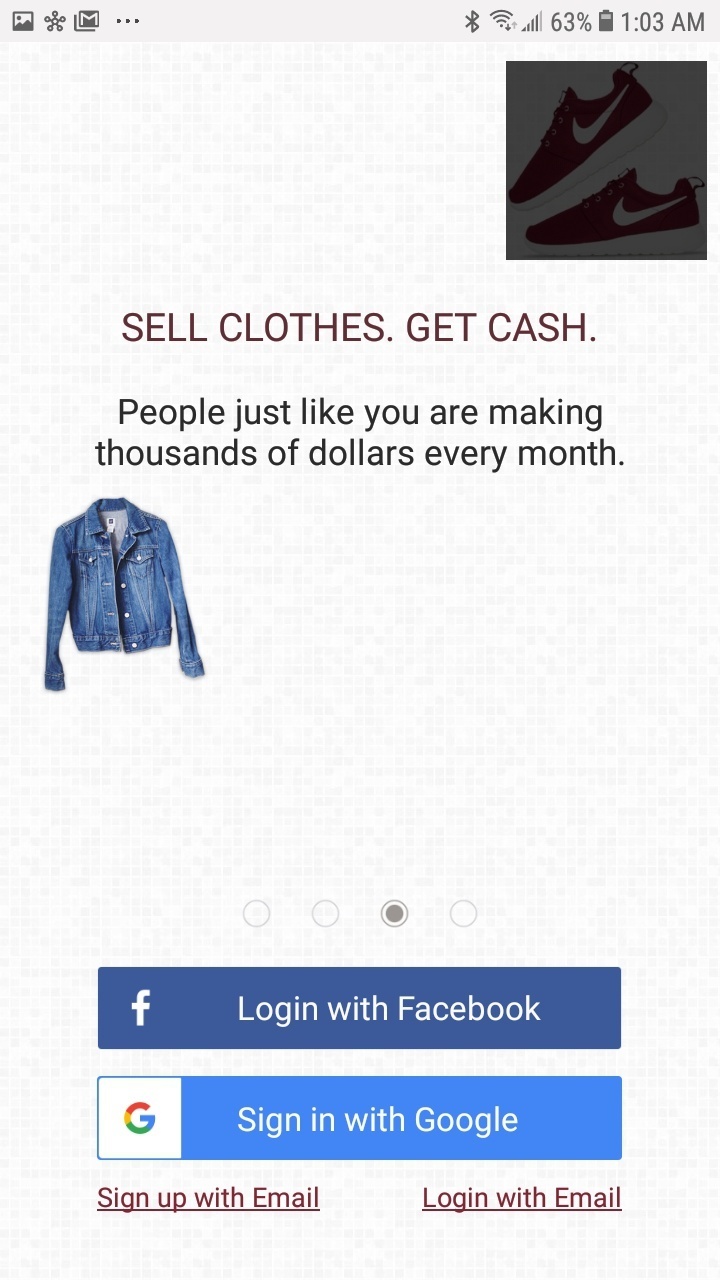 63% 1:03 AM
SELL CLOTHES. GET CASH.
People just like you are making
thousands of dollars every month.
f Login with Facebook
G Sign in with Google
Sign up with Email Login with Email